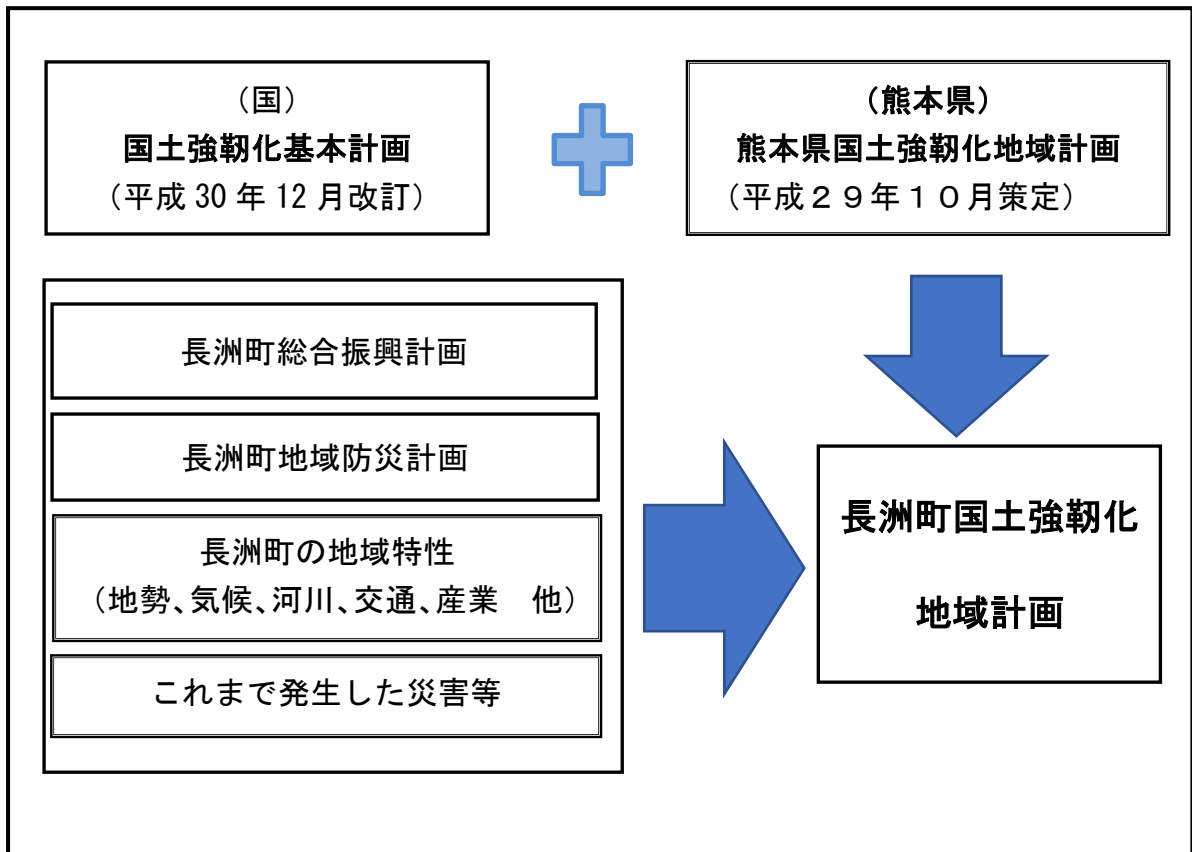 (国)
国土強靭化基本計画
(平成 30 年 12 月改訂)
(熊本県)
熊本県国土強靭化地域計画
(平成29年10月策定)
長洲町総合振興計画
長洲町地域防災計画
長洲町の地域特性
(地勢、気候、河川、交通、産業　他)
これまで発生した災害等
長洲町国土強靭化
地域計画